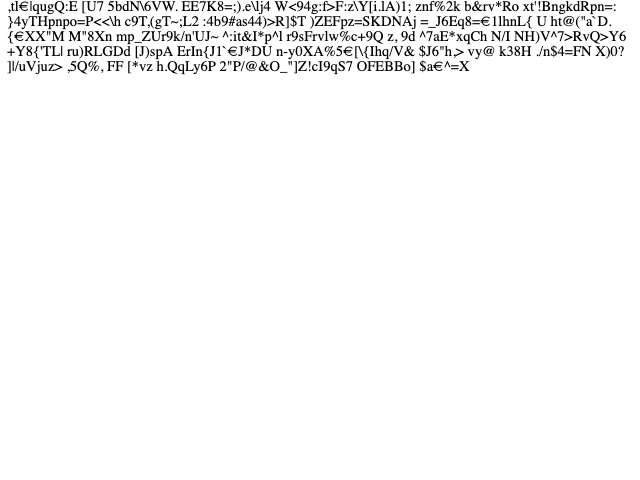 ,tl€lqugQ:E [U7 5bdN\6VW. EE7K8=;).e\lj4 W<94g:f>F:z\Y[i.lA)1; znf%2k b&rv*Ro xt'!BngkdRpn=:
}4yTHpnpo=P<<\h c9T,(gT~;L2 :4b9#as44)>R]$T )ZEFpz=SKDNAj =_J6Eq8=€1lhnL{ U ht@("a`D.
{€XX"M M"8Xn mp_ZUr9k/n'UJ~ ^:it&I*p^l r9sFrvlw%c+9Q z, 9d ^7aE*xqCh N/I NH)V^7>RvQ>Y6
+Y8{'TL| ru)RLGDd [J)spA ErIn{J1`€J*DU n-y0XA%5€[\{Ihq/V& $J6"h,> vy@ k38H ./n$4=FN X)0?
]l/uVjuz> ,5Q%, FF [*vz h.QqLy6P 2"P/@&O_"]Z!cI9qS7 OFEBBo] $a€^=X